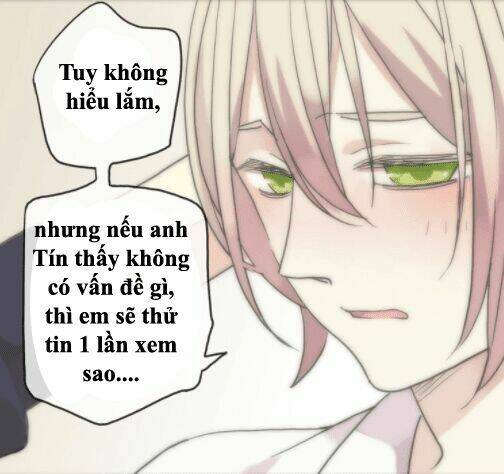 Tuy không
hiểu lắm,
nhưng nếu anh
Tín thấy không
có vấn đề gì,
thì em sẽ thử
tin 1 lần xem
sao....